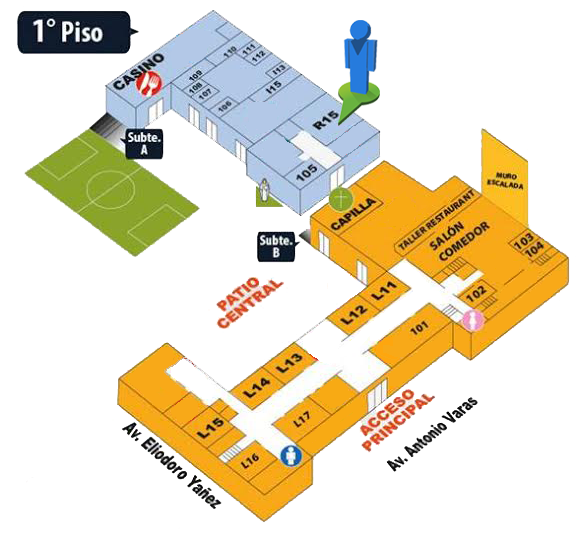 1° Piso
CASINO
109
108
107
106
110
111
112
113
I15
R15
105
Subte.
A
Subte.
B
CAPILLA
MURO
ESCALADA
TALLER RESTAURANT
SALÓN
COMEDOR
103
104
102
101
PATIO
CENTRAL
L11
L12
L13
L14
L15
L16
L17
ACCESO
PRINCIPAL
Av. Antonio Varas
Av. Eliodoro Yañez